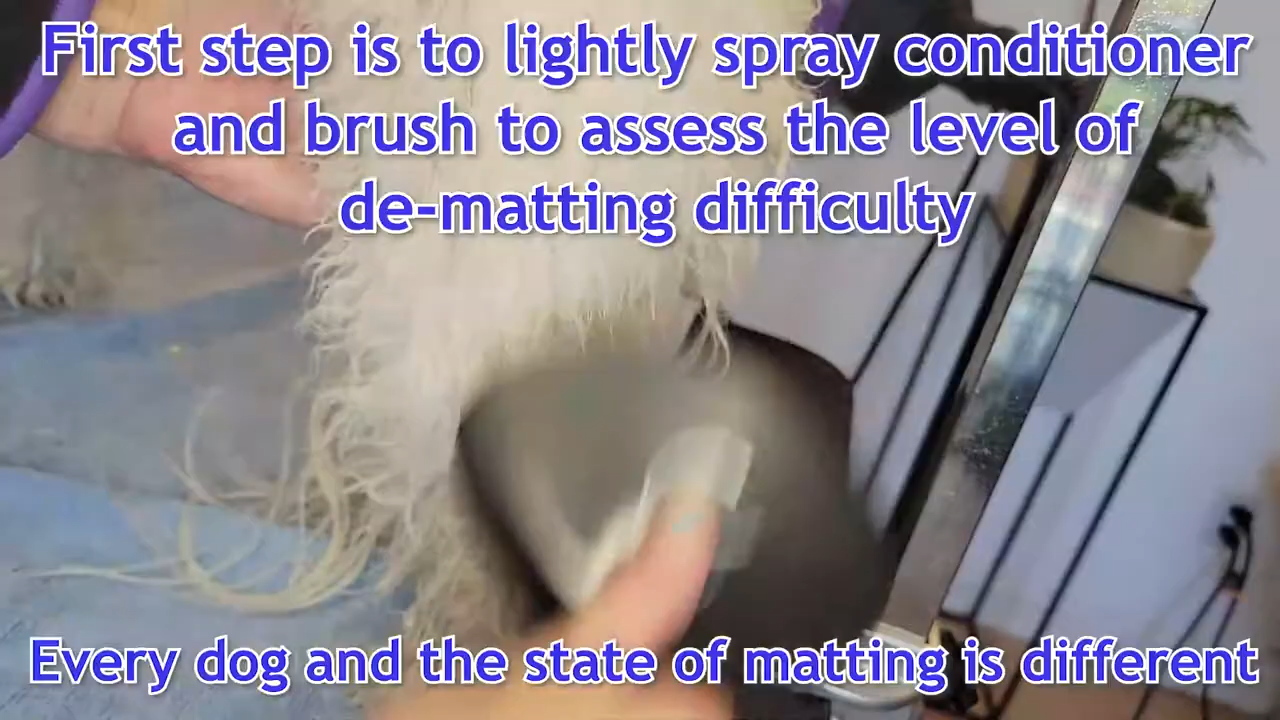 First step is to lightly spray conditioner
and brush to assess the level of
de-matting difficulty
Every dog and the state of matting is different